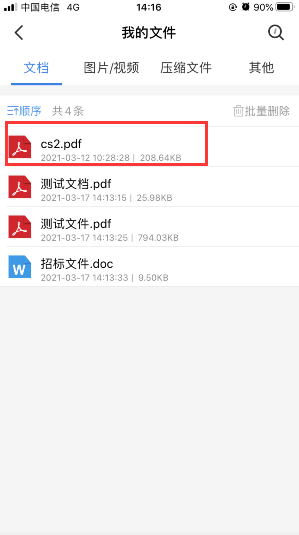 中国电信 4G 14:16 90%
我的文件
文档 图片/视频 压缩文件 其他
顺序 共4条 批量删除
cs2.pdf
2021-03-12 10:28:28 | 208.64KB
测试文档.pdf
2021-03-17 14:13:15 | 25.98KB
测试文件.pdf
2021-03-17 14:13:25 | 794.03KB
W
招标文件.doc
2021-03-17 14:13:33 | 9.50KB